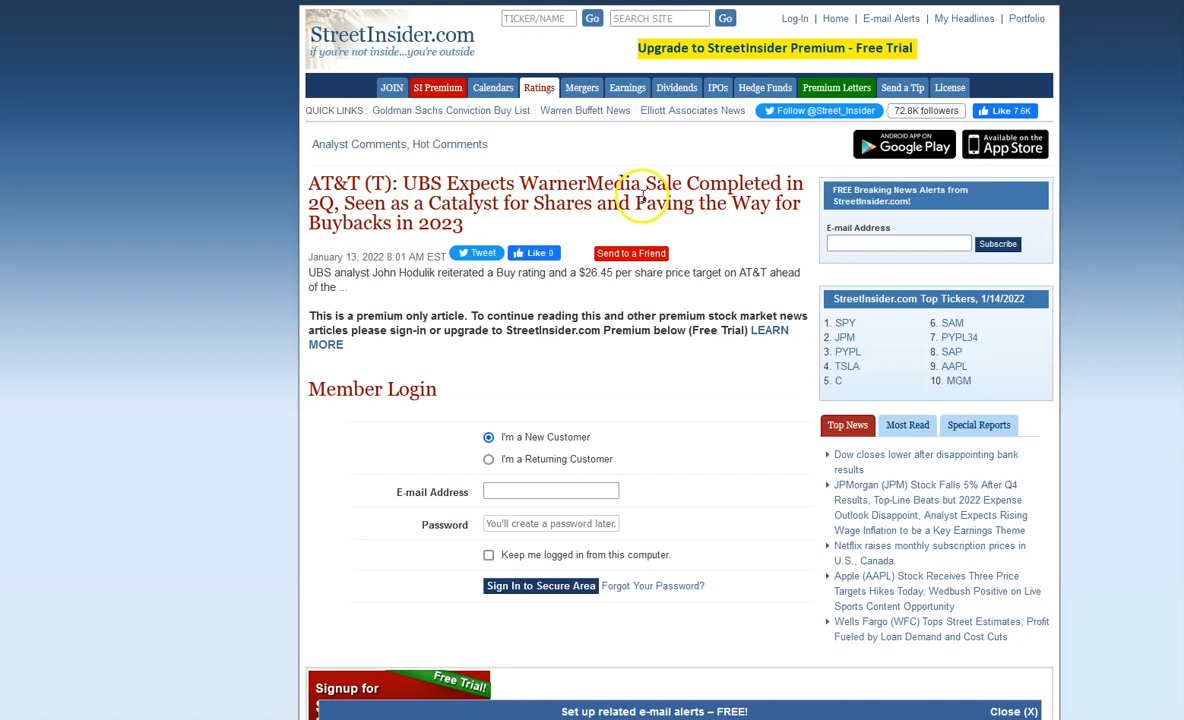 StreetInsider.com
if you're not inside...you're outside
TICKER/NAME Go SEARCH SITE Go
Log-In Home E-mail Alerts My Headlines Portfolio
Upgrade to StreetInsider Premium - Free Trial
JOIN SI Premium Calendars Ratings Mergers Earnings Dividends IPOs Hedge Funds Premium Letters Send a Tip License
QUICK LINKS: Goldman Sachs Conviction Buy List Warren Buffett News Elliott Associates News Follow @Street_Insider 72.8K followers Like 7.6K
Analyst Comments, Hot Comments
ANDROID APP ON
Google Play
Available on the
App Store
AT&T (T): UBS Expects WarnerMedia Sale Completed in
2Q, Seen as a Catalyst for Shares and Paving the Way for
Buybacks in 2023
January 13, 2022 8:01 AM EST Tweet Like 0 Send to a Friend
UBS analyst John Hodulik reiterated a Buy rating and a $26.45 per share price target on AT&T ahead
of the ...
This is a premium only article. To continue reading this and other premium stock market news
articles please sign-in or upgrade to StreetInsider.com Premium below (Free Trial) LEARN
MORE
Member Login
I'm a New Customer
I'm a Returning Customer
E-mail Address
Password You'll create a password later.
Keep me logged in from this computer.
Sign In to Secure Area Forgot Your Password?
FREE Breaking News Alerts from
StreetInsider.com!
E-mail Address
Subscribe
StreetInsider.com Top Tickers, 1/14/2022
1. SPY 6. SAM
2. JPM 7. PYPL34
3. PYPL 8. SAP
4. TSLA 9. AAPL
5. C 10. MGM
Top News Most Read Special Reports
Dow closes lower after disappointing bank
results
JPMorgan (JPM) Stock Falls 5% After Q4
Results, Top-Line Beats but 2022 Expense
Outlook Disappoint, Analyst Expects Rising
Wage Inflation to be a Key Earnings Theme
Netflix raises monthly subscription prices in
U.S., Canada
Apple (AAPL) Stock Receives Three Price
Targets Hikes Today, Wedbush Positive on Live
Sports Content Opportunity
Wells Fargo (WFC) Tops Street Estimates, Profit
Fueled by Loan Demand and Cost Cuts
Signup for
Free Trial!
Set up related e-mail alerts – FREE! Close (X)